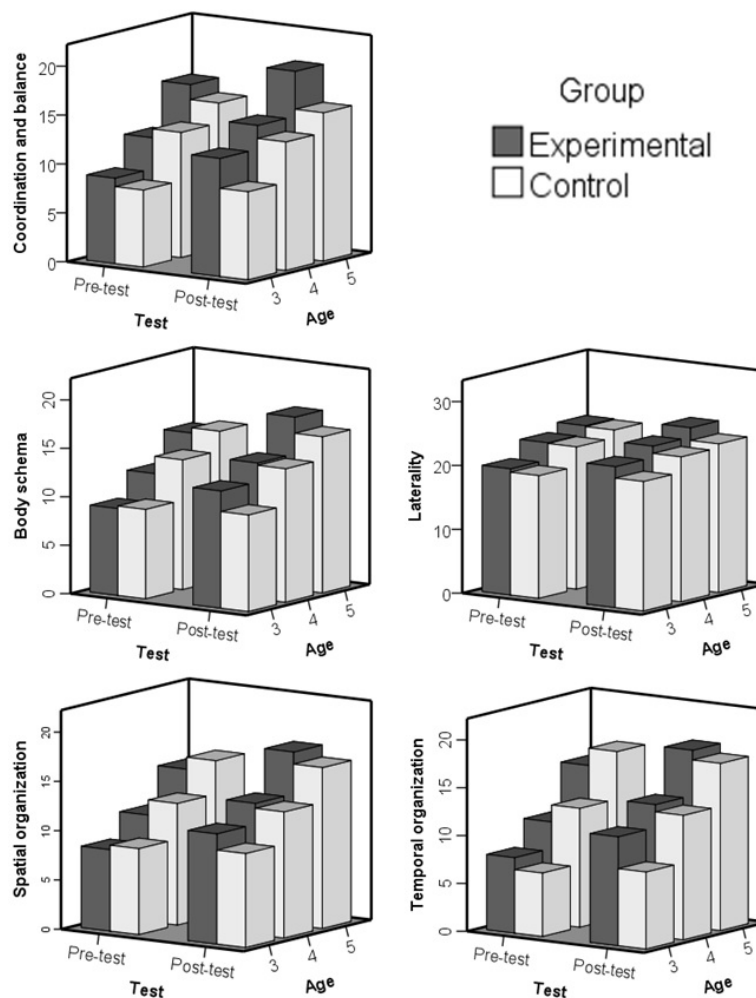 Coordination and balance
20
15
10
5
0
Pre-test
Post-test
Test
3
4
5
Age
Group
Experimental
Control
Body schema
20
15
10
5
0
Pre-test
Post-test
Test
3
4
5
Age
Laterality
30
20
10
0
Pre-test
Post-test
Test
3
4
5
Age
Spatial organization
20
15
10
5
0
Pre-test
Post-test
Test
3
4
5
Age
Temporal organization
20
15
10
5
0
Pre-test
Post-test
Test
3
4
5
Age